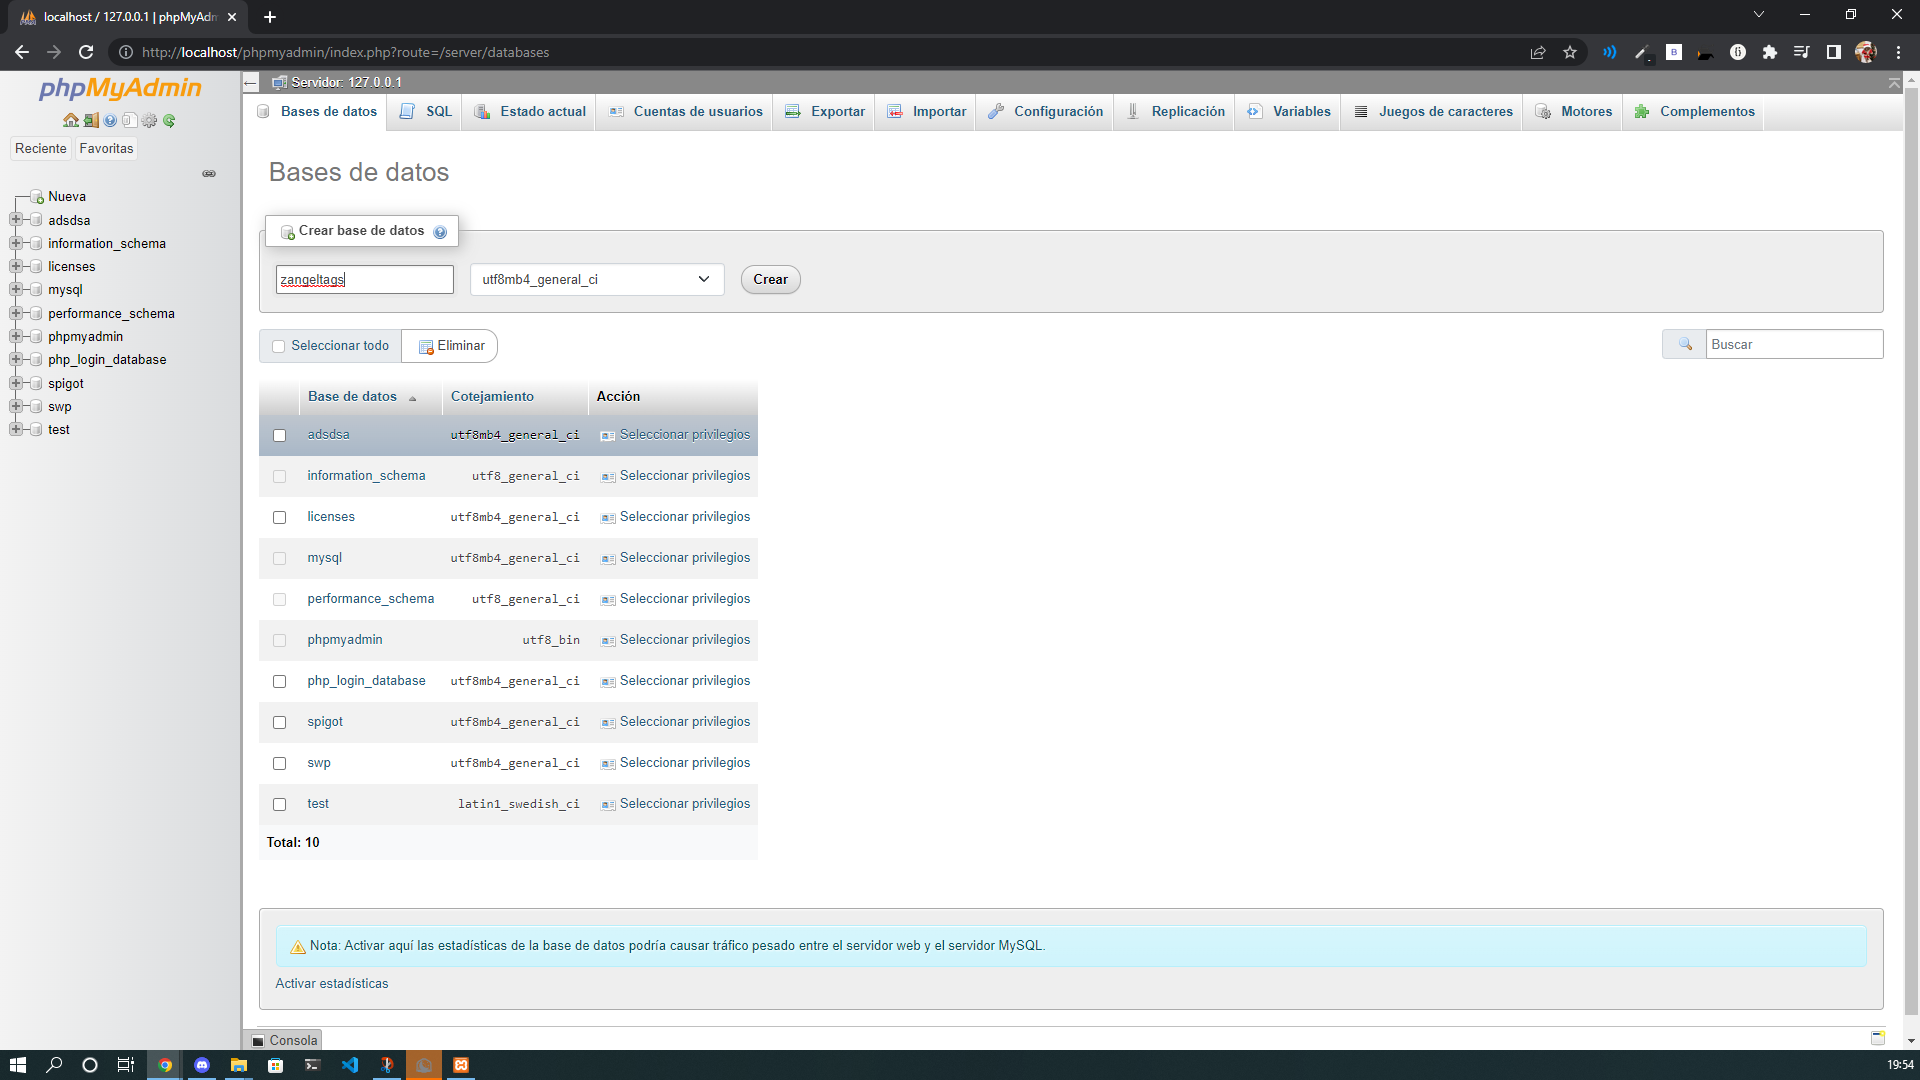 localhost / 127.0.0.1 | phpMyAdm
http://localhost/phpmyadmin/index.php?route=/server/databases
phpMyAdmin
Reciente
Favoritas
Nueva
adsdsa
information_schema
licenses
mysql
performance_schema
phpmyadmin
php_login_database
spigot
swp
test
Servidor: 127.0.0.1
Bases de datos
SQL
Estado actual
Cuentas de usuarios
Exportar
Importar
Configuración
Replicación
Variables
Juegos de caracteres
Motores
Complementos
Bases de datos
Crear base de datos
zangeltags
utf8mb4_general_ci
Crear
Seleccionar todo
Eliminar
Buscar
Base de datos Cotejamiento Acción
adsdsa utf8mb4_general_ci Seleccionar privilegios
information_schema utf8_general_ci Seleccionar privilegios
licenses utf8mb4_general_ci Seleccionar privilegios
mysql utf8mb4_general_ci Seleccionar privilegios
performance_schema utf8_general_ci Seleccionar privilegios
phpmyadmin utf8_bin Seleccionar privilegios
php_login_database utf8mb4_general_ci Seleccionar privilegios
spigot utf8mb4_general_ci Seleccionar privilegios
swp utf8mb4_general_ci Seleccionar privilegios
test latin1_swedish_ci Seleccionar privilegios
Total: 10
Nota: Activar aquí las estadísticas de la base de datos podría causar tráfico pesado entre el servidor web y el servidor MySQL.
Activar estadísticas
Consola
19:54